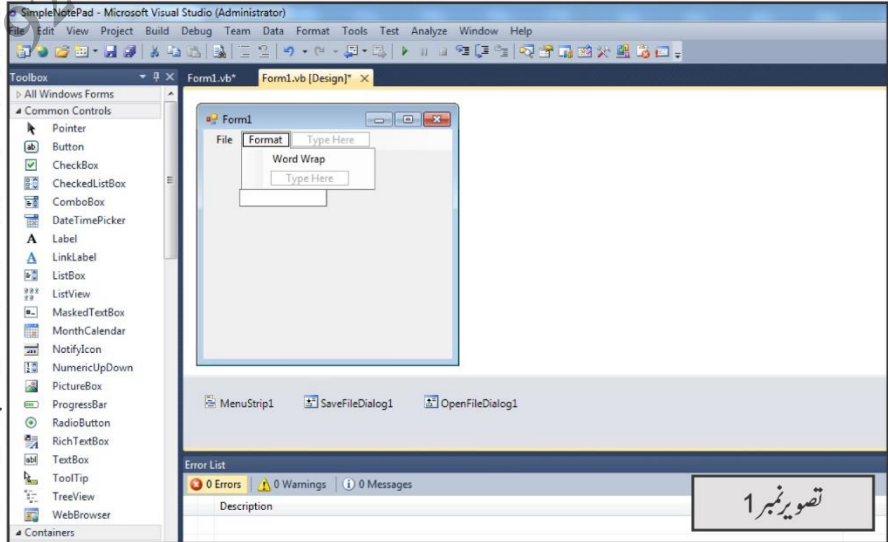 SimpleNotePad - Microsoft Visual Studio (Administrator)
File Edit View Project Build Debug Team Data Format Tools Test Analyze Window Help
Toolbox
Form1.vb*
Form1.vb [Design]*
All Windows Forms
Common Controls
Pointer
Button
CheckBox
CheckedListBox
ComboBox
DateTimePicker
Label
LinkLabel
ListBox
ListView
MaskedTextBox
MonthCalendar
NotifyIcon
NumericUpDown
PictureBox
ProgressBar
RadioButton
RichTextBox
TextBox
ToolTip
TreeView
WebBrowser
Containers
Form1
File Format Type Here
Word Wrap
Type Here
MenuStrip1 SaveFileDialog1 OpenFileDialog1
Error List
0 Errors 0 Warnings 0 Messages
Description
تصویر نمبر 1